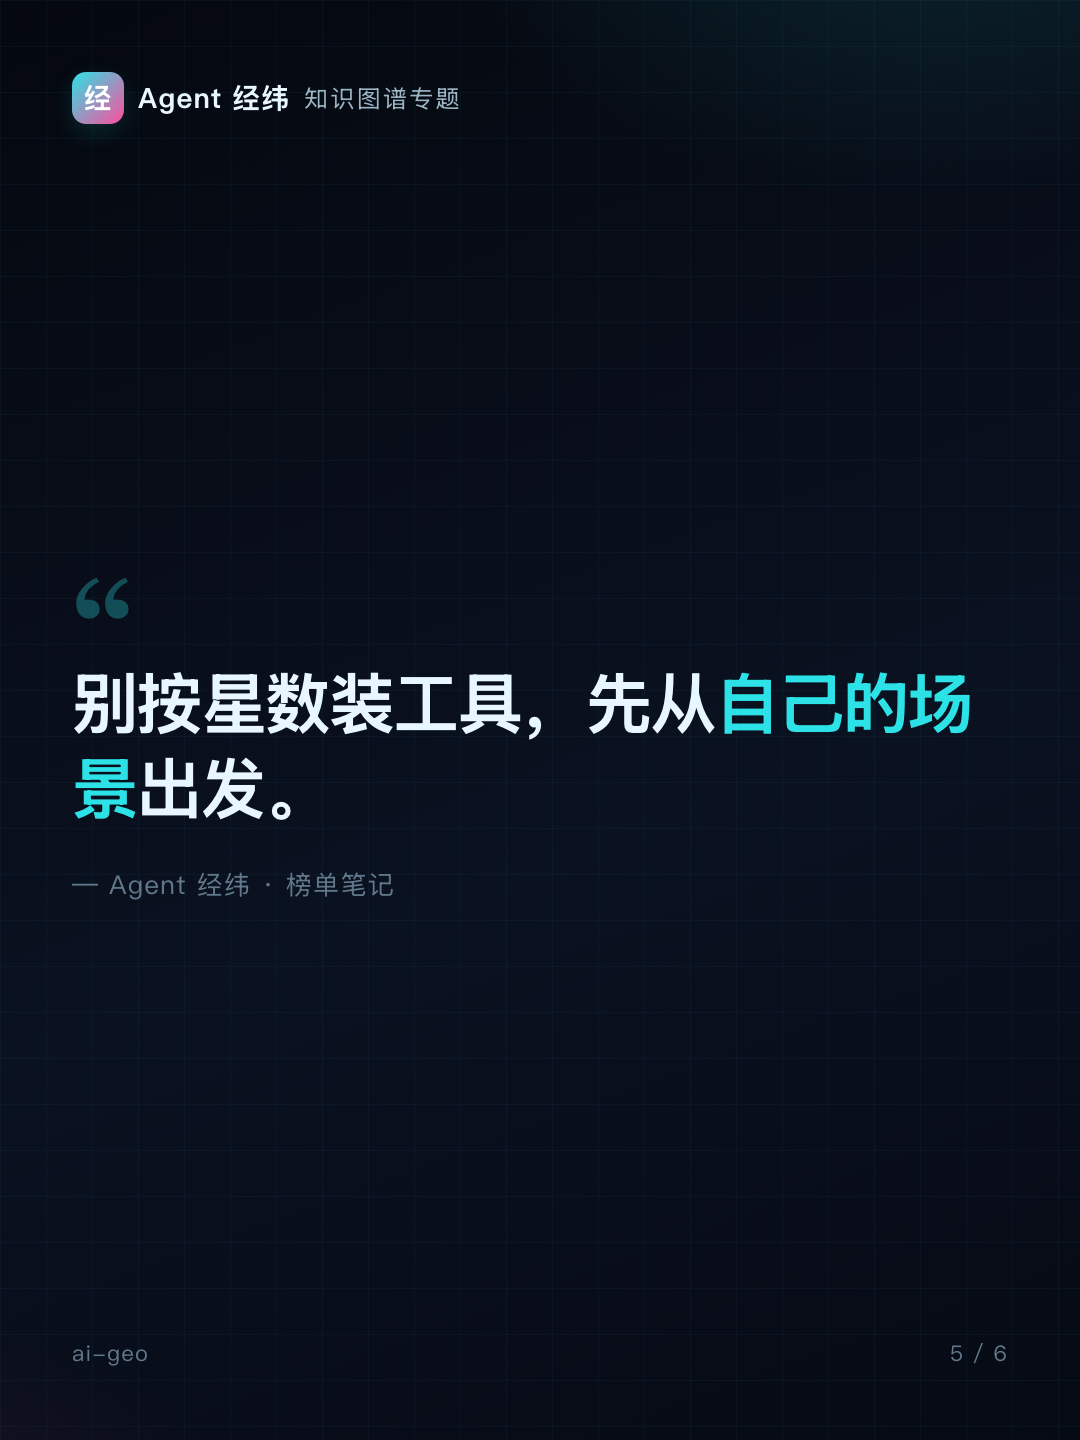 经 Agent 经纬 知识图谱专题
“
别按星数装工具，先从自己的场
景出发。
— Agent 经纬 · 榜单笔记
ai-geo
5 / 6